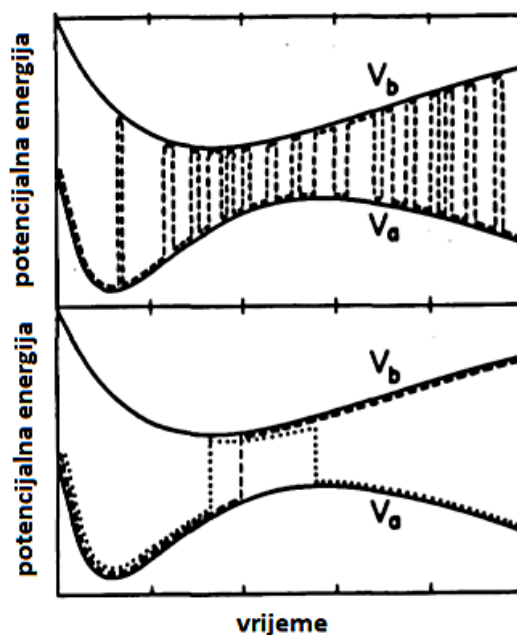 potencijalna energija
V_b
V_a
potencijalna energija
V_b
V_a
vrijeme